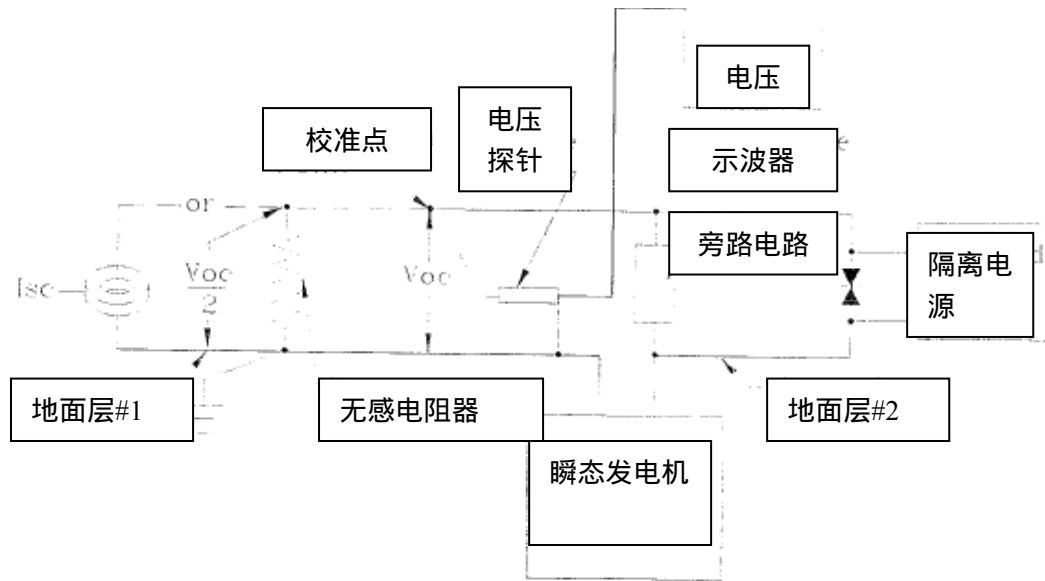 电压
校准点
电压
探针
示波器
or
旁路电路
隔离电
源
Isc
Voc
2
Voc
地面层#1
无感电阻器
地面层#2
瞬态发电机